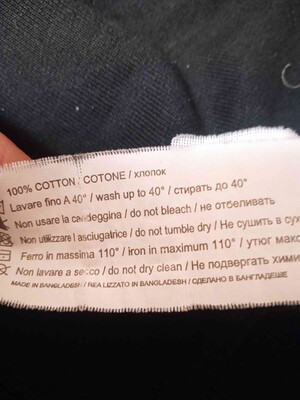 100% COTTON / COTONE / хлопок
Lavare fino A 40° / wash up to 40° / стирать до 40°
Non usare la candeggina / do not bleach / не отбеливать
Non utilizzare l asciugatrice / do not tumble dry / Не сушить в сух
Ferro in massima 110° / iron in maximum 110° / утюг макс
Non lavare a secco / do not dry clean / Не подвергать хими
MADE IN BANGLADESH / REALIZZATO IN BANGLADESH / СДЕЛАНО В БАНГЛАДЕШЕ